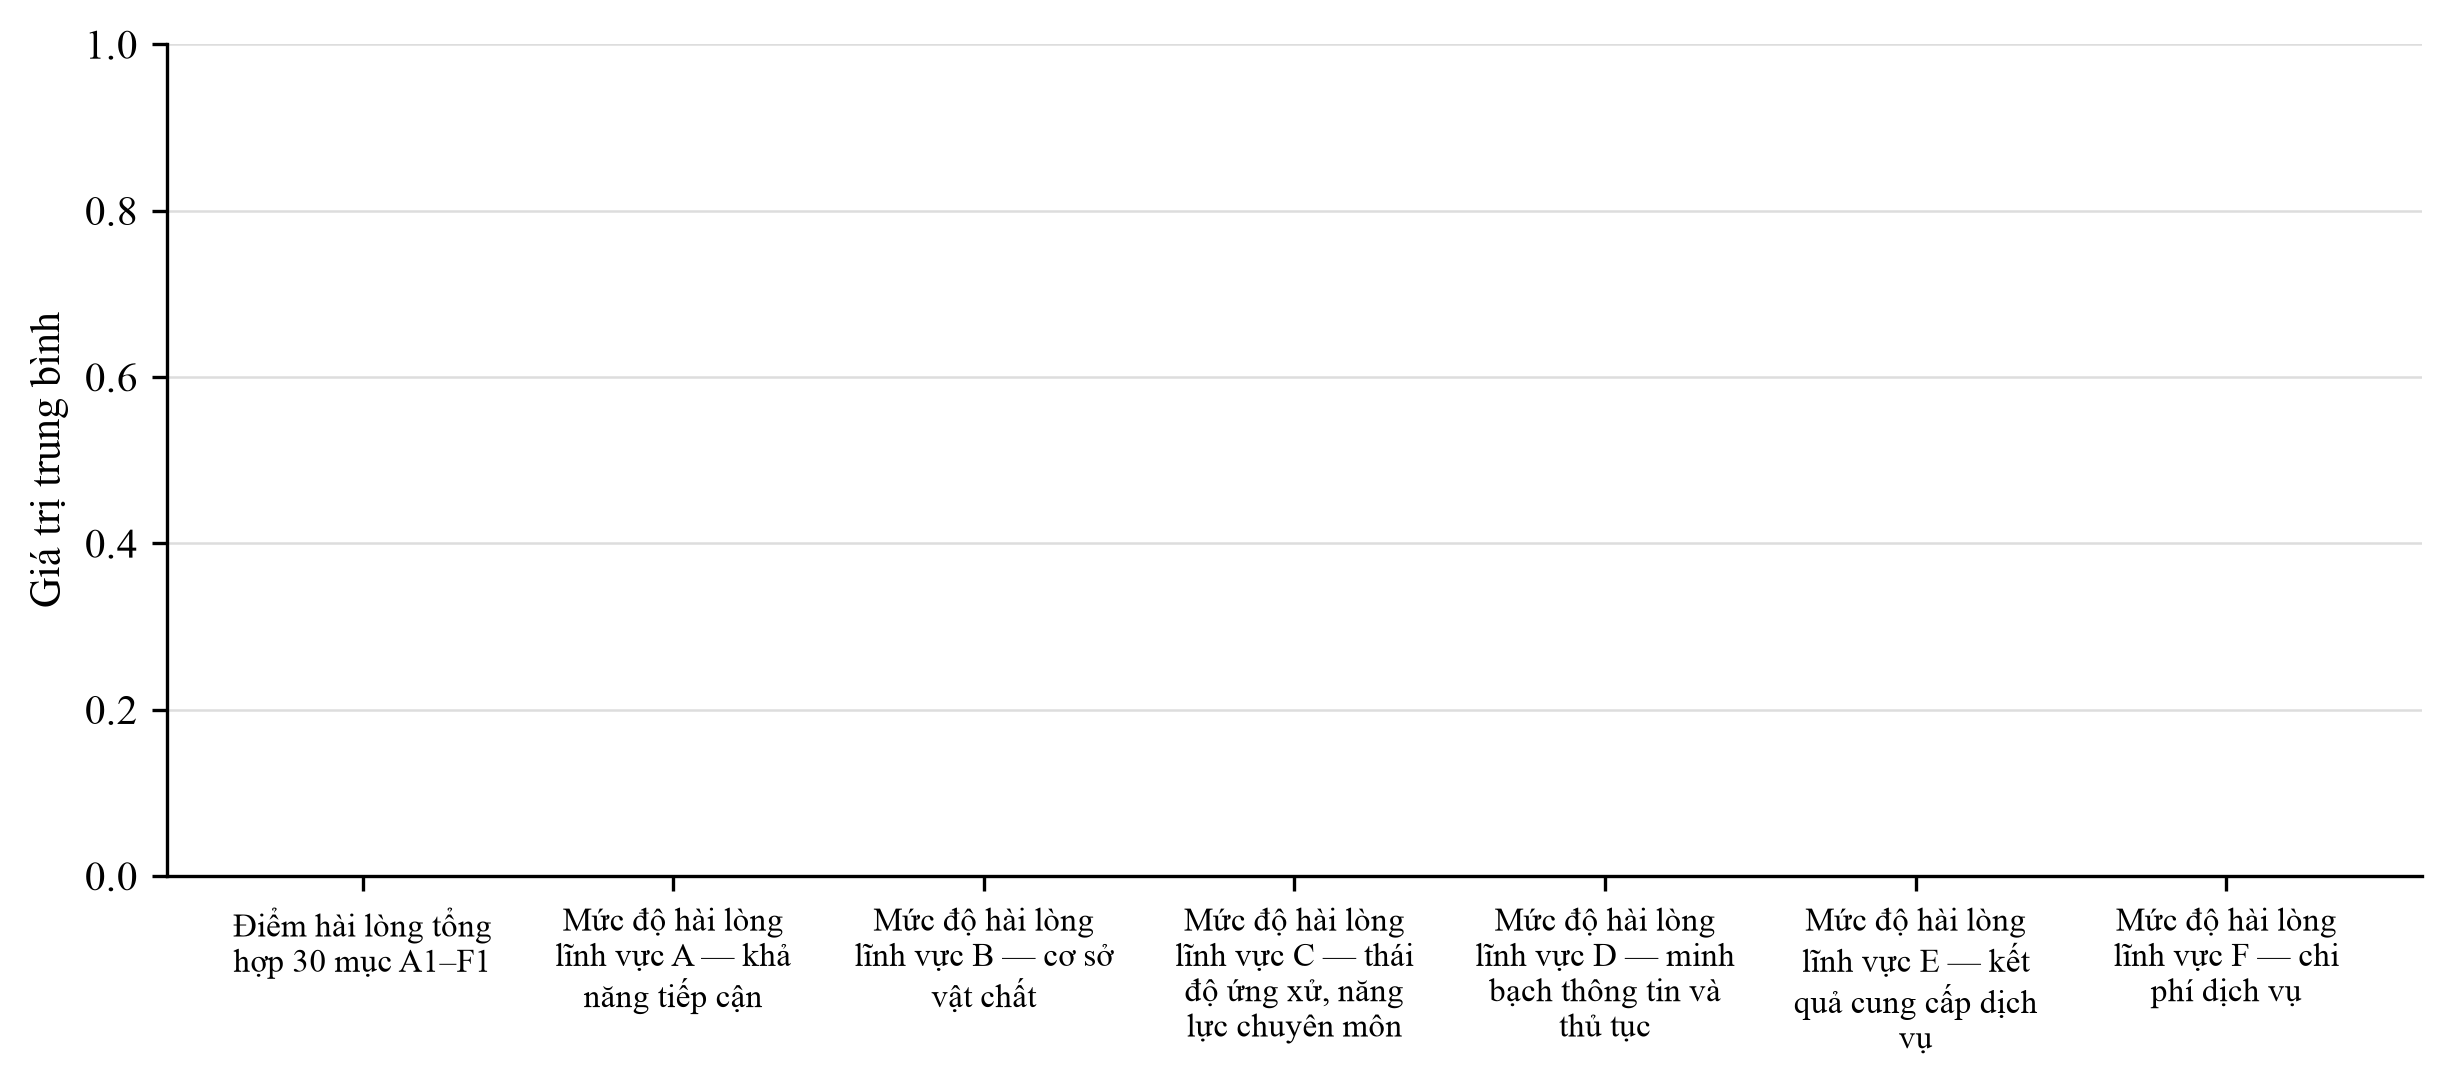 1.0
0.8
0.6
0.4
0.2
0.0
Giá trị trung bình
Điểm hài lòng tổng
hợp 30 mục A1–F1
Mức độ hài lòng
lĩnh vực A — khả
năng tiếp cận
Mức độ hài lòng
lĩnh vực B — cơ sở
vật chất
Mức độ hài lòng
lĩnh vực C — thái
độ ứng xử, năng
lực chuyên môn
Mức độ hài lòng
lĩnh vực D — minh
bạch thông tin và
thủ tục
Mức độ hài lòng
lĩnh vực E — kết
quả cung cấp dịch
vụ
Mức độ hài lòng
lĩnh vực F — chi
phí dịch vụ